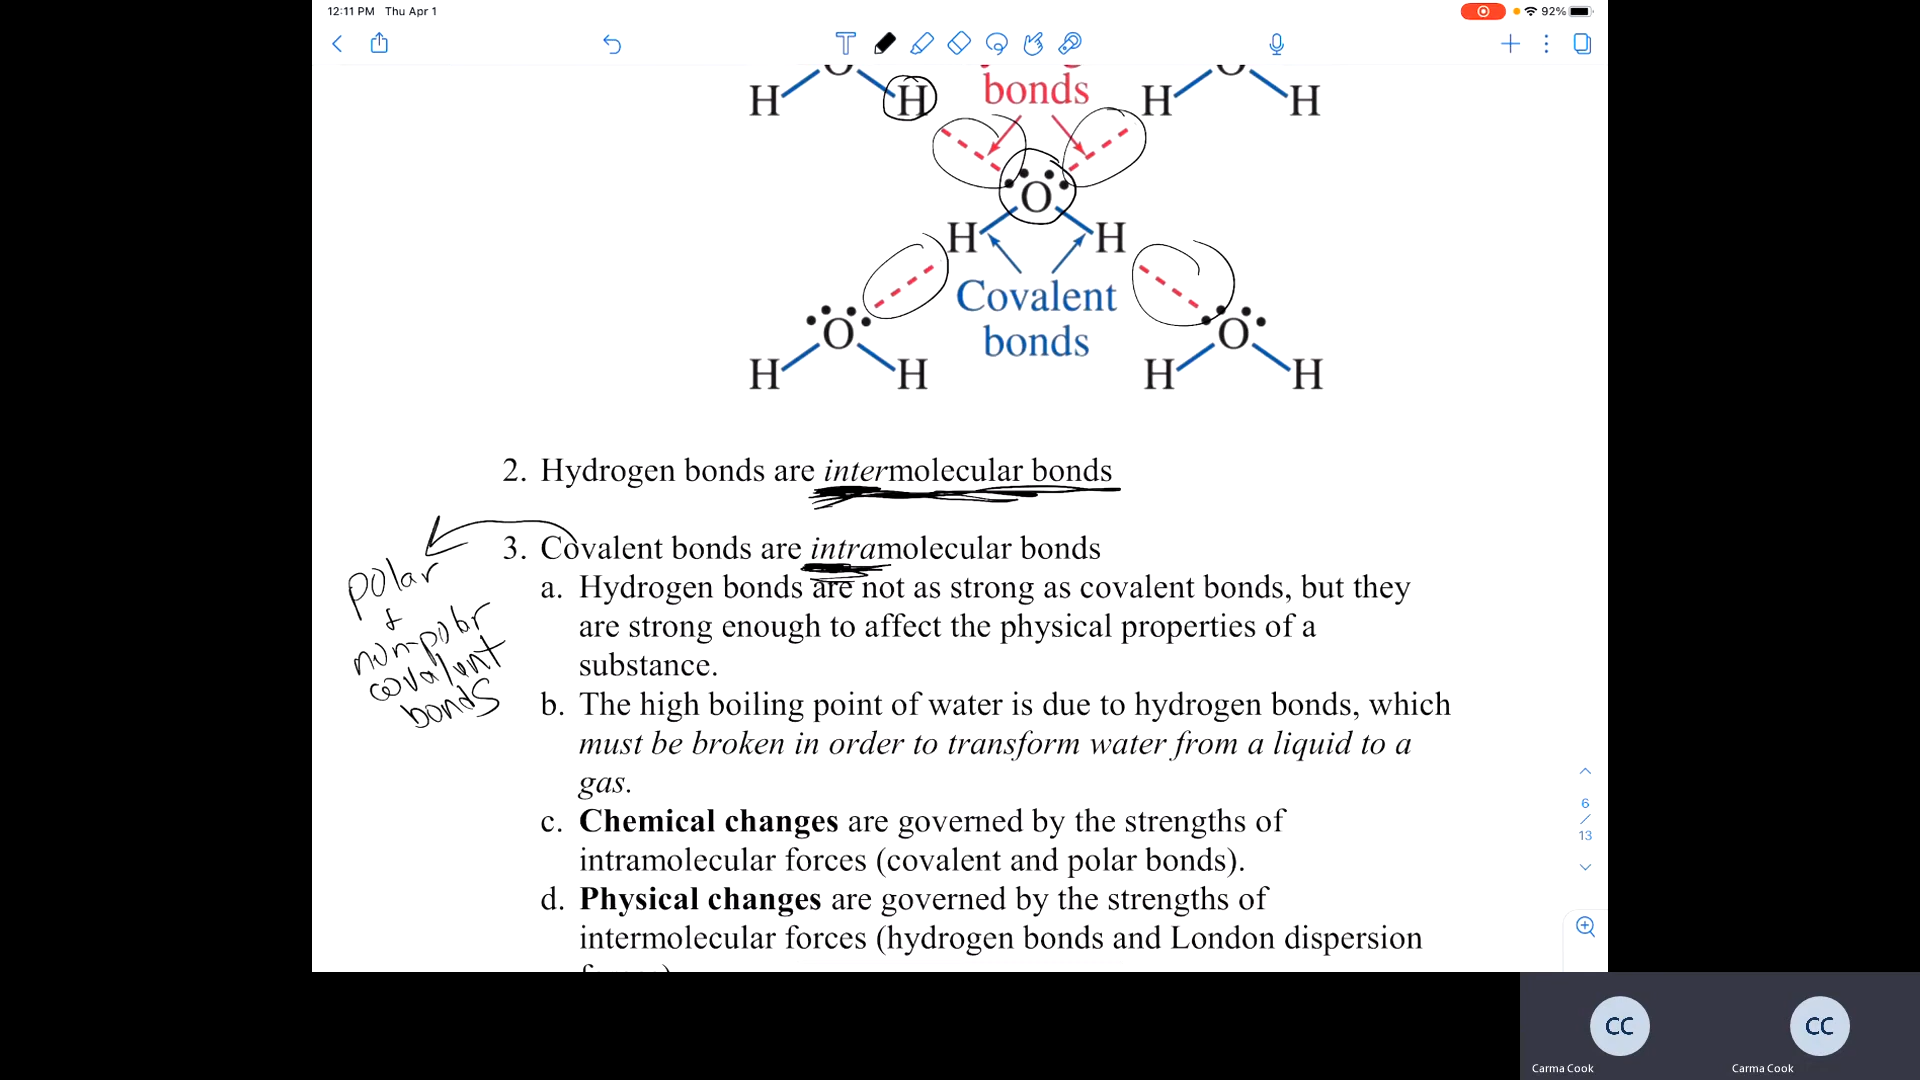 12:11 PM Thu Apr 1
92%
H H bonds H H
O
H H
Covalent
bonds
O O
H H H H
2. Hydrogen bonds are intermolecular bonds
3. Covalent bonds are intramolecular bonds
a. Hydrogen bonds are not as strong as covalent bonds, but they
are strong enough to affect the physical properties of a
substance.
b. The high boiling point of water is due to hydrogen bonds, which
must be broken in order to transform water from a liquid to a
gas.
c. Chemical changes are governed by the strengths of
intramolecular forces (covalent and polar bonds).
d. Physical changes are governed by the strengths of
intermolecular forces (hydrogen bonds and London dispersion
polar
&
non-polar
covalent
bonds
6
/
13
CC CC
Carma Cook Carma Cook